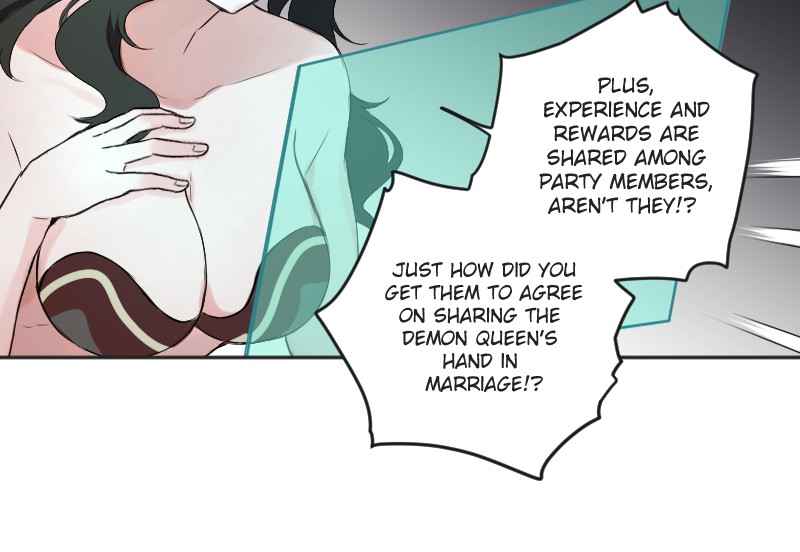 PLUS,
EXPERIENCE AND
REWARDS ARE
SHARED AMONG
PARTY MEMBERS,
AREN'T THEY!?
JUST HOW DID YOU
GET THEM TO AGREE
ON SHARING THE
DEMON QUEEN'S
HAND IN
MARRIAGE!?